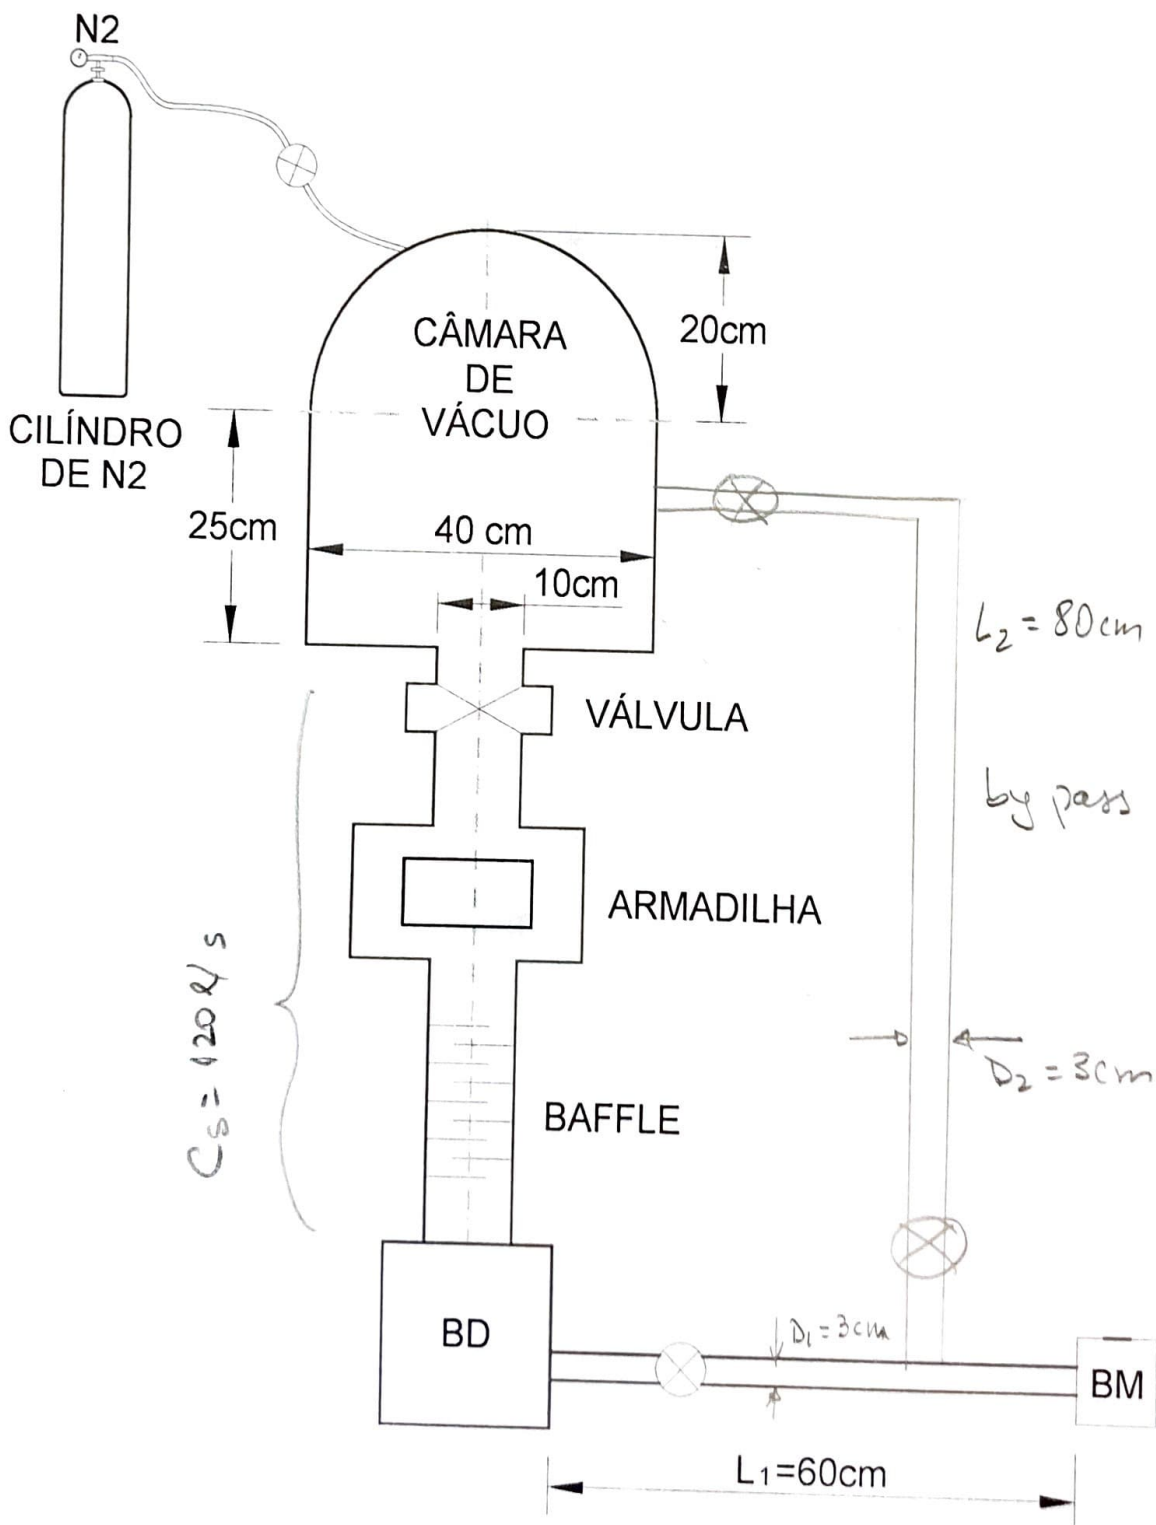 N2
CILÍNDRO
DE N2
CÂMARA
DE
VÁCUO
20cm
25cm
40 cm
10cm
L2 = 80cm
VÁLVULA
by pass
ARMADILHA
CS = 120 l/s
D2 = 3cm
BAFFLE
BD
D1 = 3cm
BM
L1=60cm